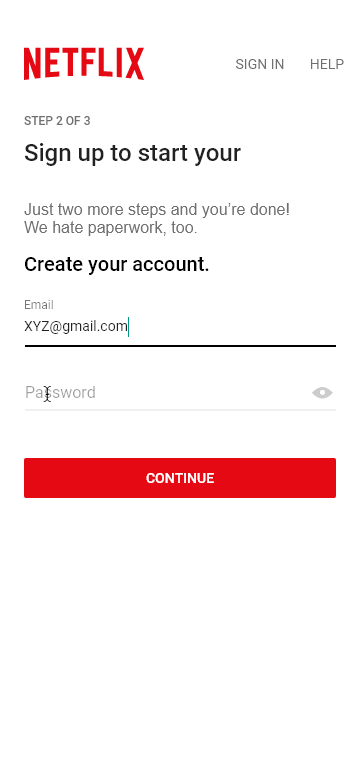 NETFLIX
SIGN IN
HELP
STEP 2 OF 3
Sign up to start your
Just two more steps and you're done!
We hate paperwork, too.
Create your account.
Email
XYZ@gmail.com
Password
CONTINUE